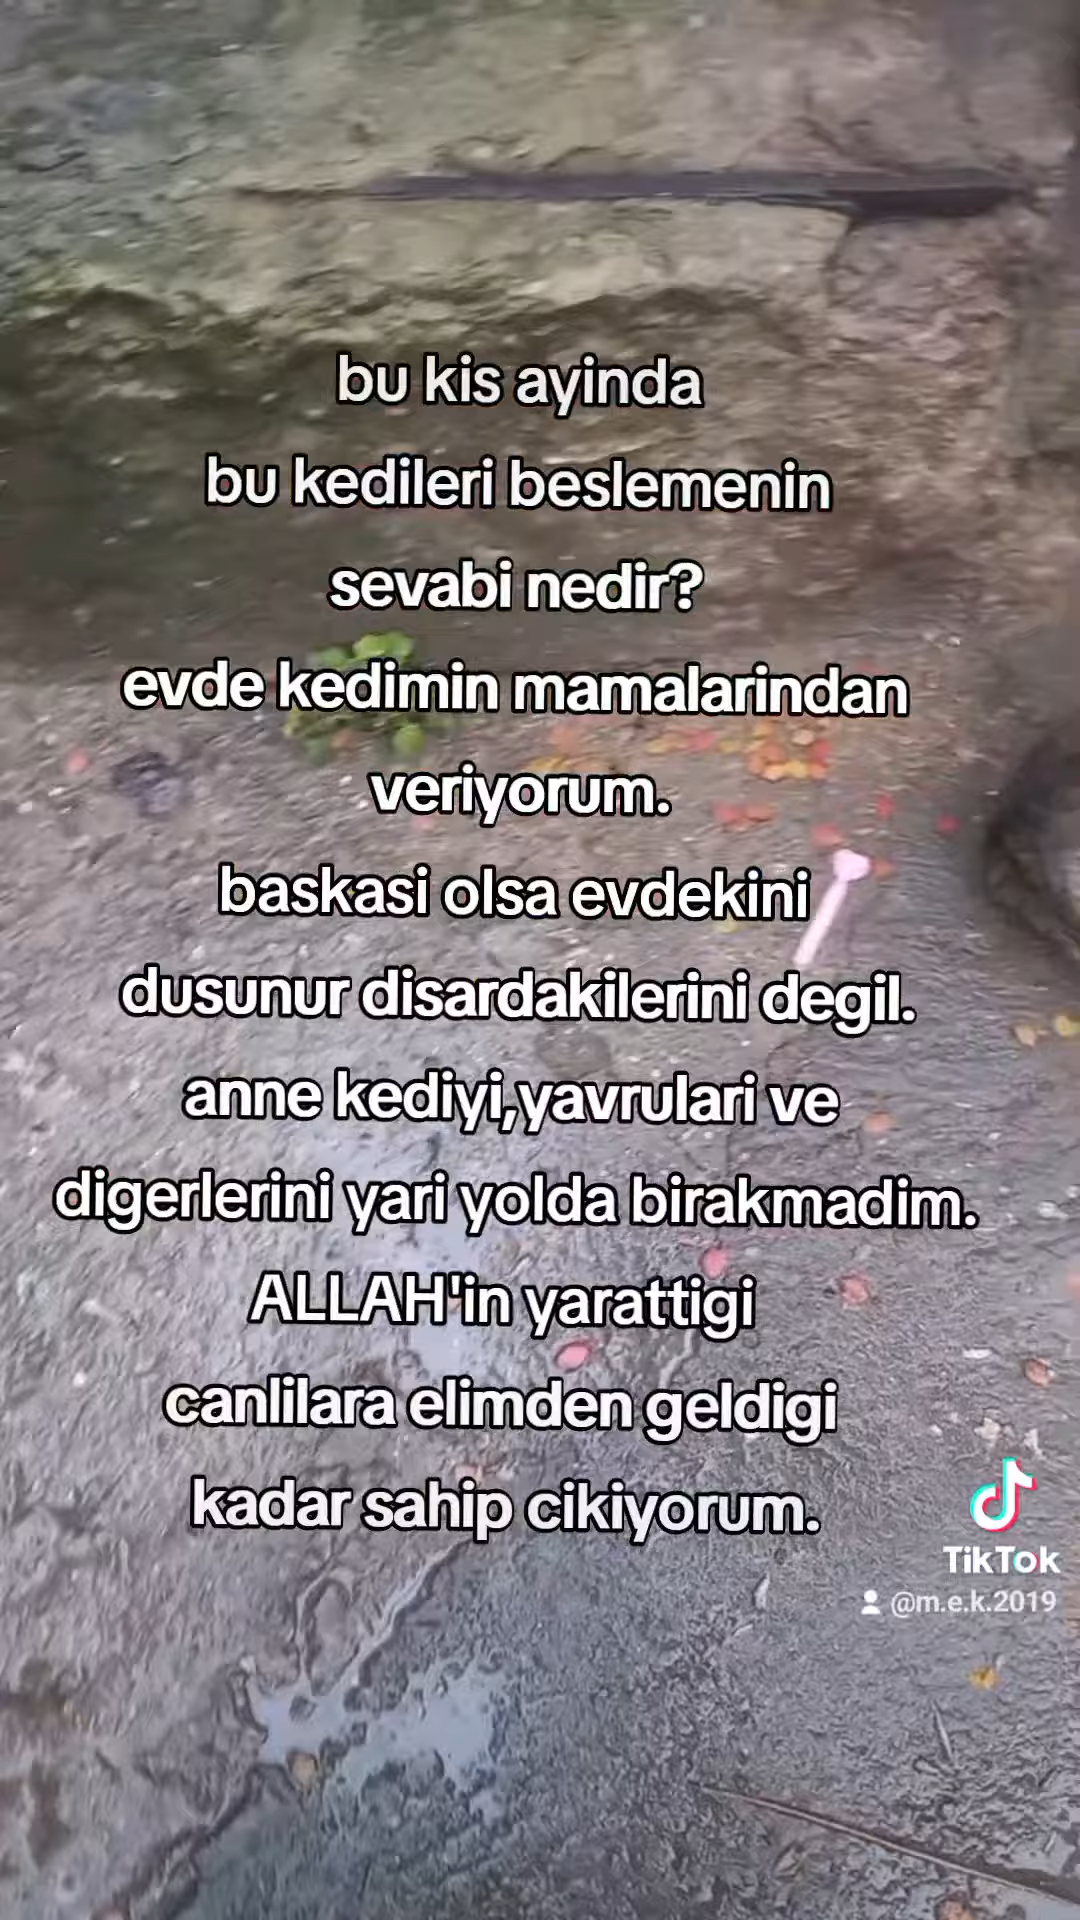 bu kis ayinda
bu kedileri beslemenin
sevabi nedir?
evde kedimin mamalarindan
veriyorum.
baskasi olsa evdekini
dusunur disardakilerini degil.
anne kediyi,yavrulari ve
digerlerini yari yolda birakmadim.
ALLAH'in yarattigi
canlilara elimden geldigi
kadar sahip cikiyorum.
TikTok
@m.e.k.2019